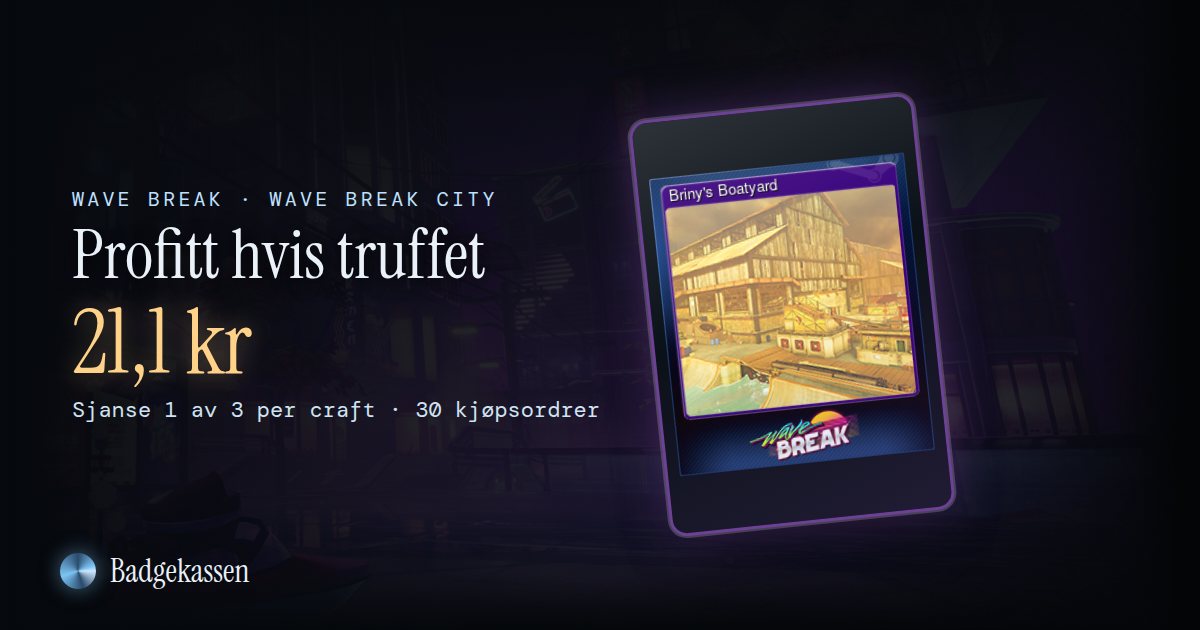 WAVE BREAK · WAVE BREAK CITY
Profitt hvis truffet
21,1 kr
Sjanse 1 av 3 per craft · 30 kjøpsordrer
Briny's Boatyard
Wave
BREAK
Badgekassen